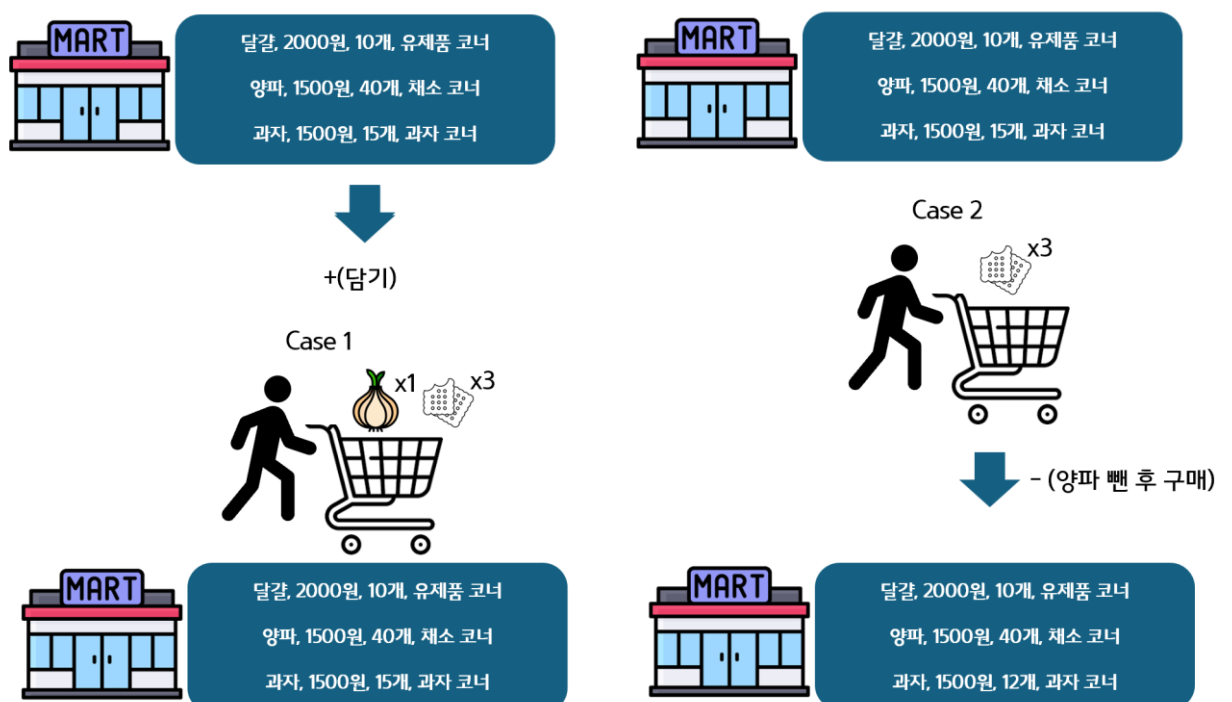 MART
달걀, 2000원, 10개, 유제품 코너
양파, 1500원, 40개, 채소 코너
과자, 1500원, 15개, 과자 코너
+(담기)
Case 1
x1
x3
MART
달걀, 2000원, 10개, 유제품 코너
양파, 1500원, 40개, 채소 코너
과자, 1500원, 15개, 과자 코너
MART
달걀, 2000원, 10개, 유제품 코너
양파, 1500원, 40개, 채소 코너
과자, 1500원, 15개, 과자 코너
Case 2
x3
- (양파 뺀 후 구매)
MART
달걀, 2000원, 10개, 유제품 코너
양파, 1500원, 40개, 채소 코너
과자, 1500원, 12개, 과자 코너